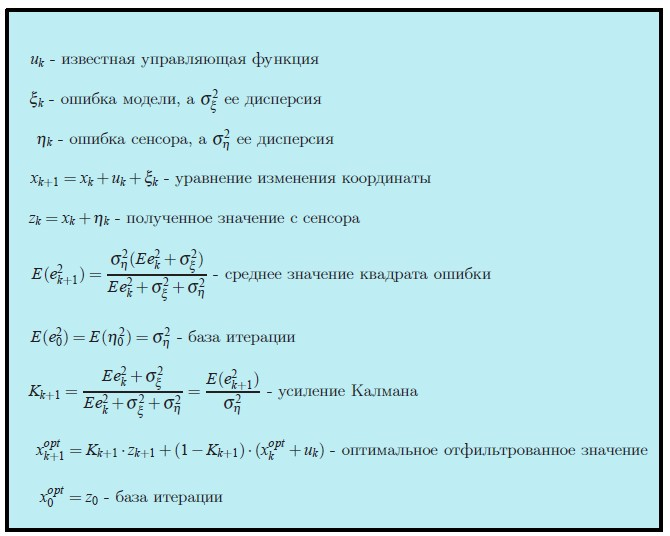 $u_k$ - известная управляющая функция
$\xi_k$ - ошибка модели, а $\sigma_\xi^2$ ее дисперсия
$\eta_k$ - ошибка сенсора, а $\sigma_\eta^2$ ее дисперсия
$x_{k+1} = x_k + u_k + \xi_k$ - уравнение изменения координаты
$z_k = x_k + \eta_k$ - полученное значение с сенсора
$E(e_{k+1}^2) = \frac{\sigma_\eta^2(Ee_k^2 + \sigma_\xi^2)}{Ee_k^2 + \sigma_\xi^2 + \sigma_\eta^2}$ - среднее значение квадрата ошибки
$E(e_0^2) = E(\eta_0^2) = \sigma_\eta^2$ - база итерации
$K_{k+1} = \frac{Ee_k^2 + \sigma_\xi^2}{Ee_k^2 + \sigma_\xi^2 + \sigma_\eta^2} = \frac{E(e_{k+1}^2)}{\sigma_\eta^2}$ - усиление Калмана
$x_{k+1}^{opt} = K_{k+1} \cdot z_{k+1} + (1 - K_{k+1}) \cdot (x_k^{opt} + u_k)$ - оптимальное отфильтрованное значение
$x_0^{opt} = z_0$ - база итерации